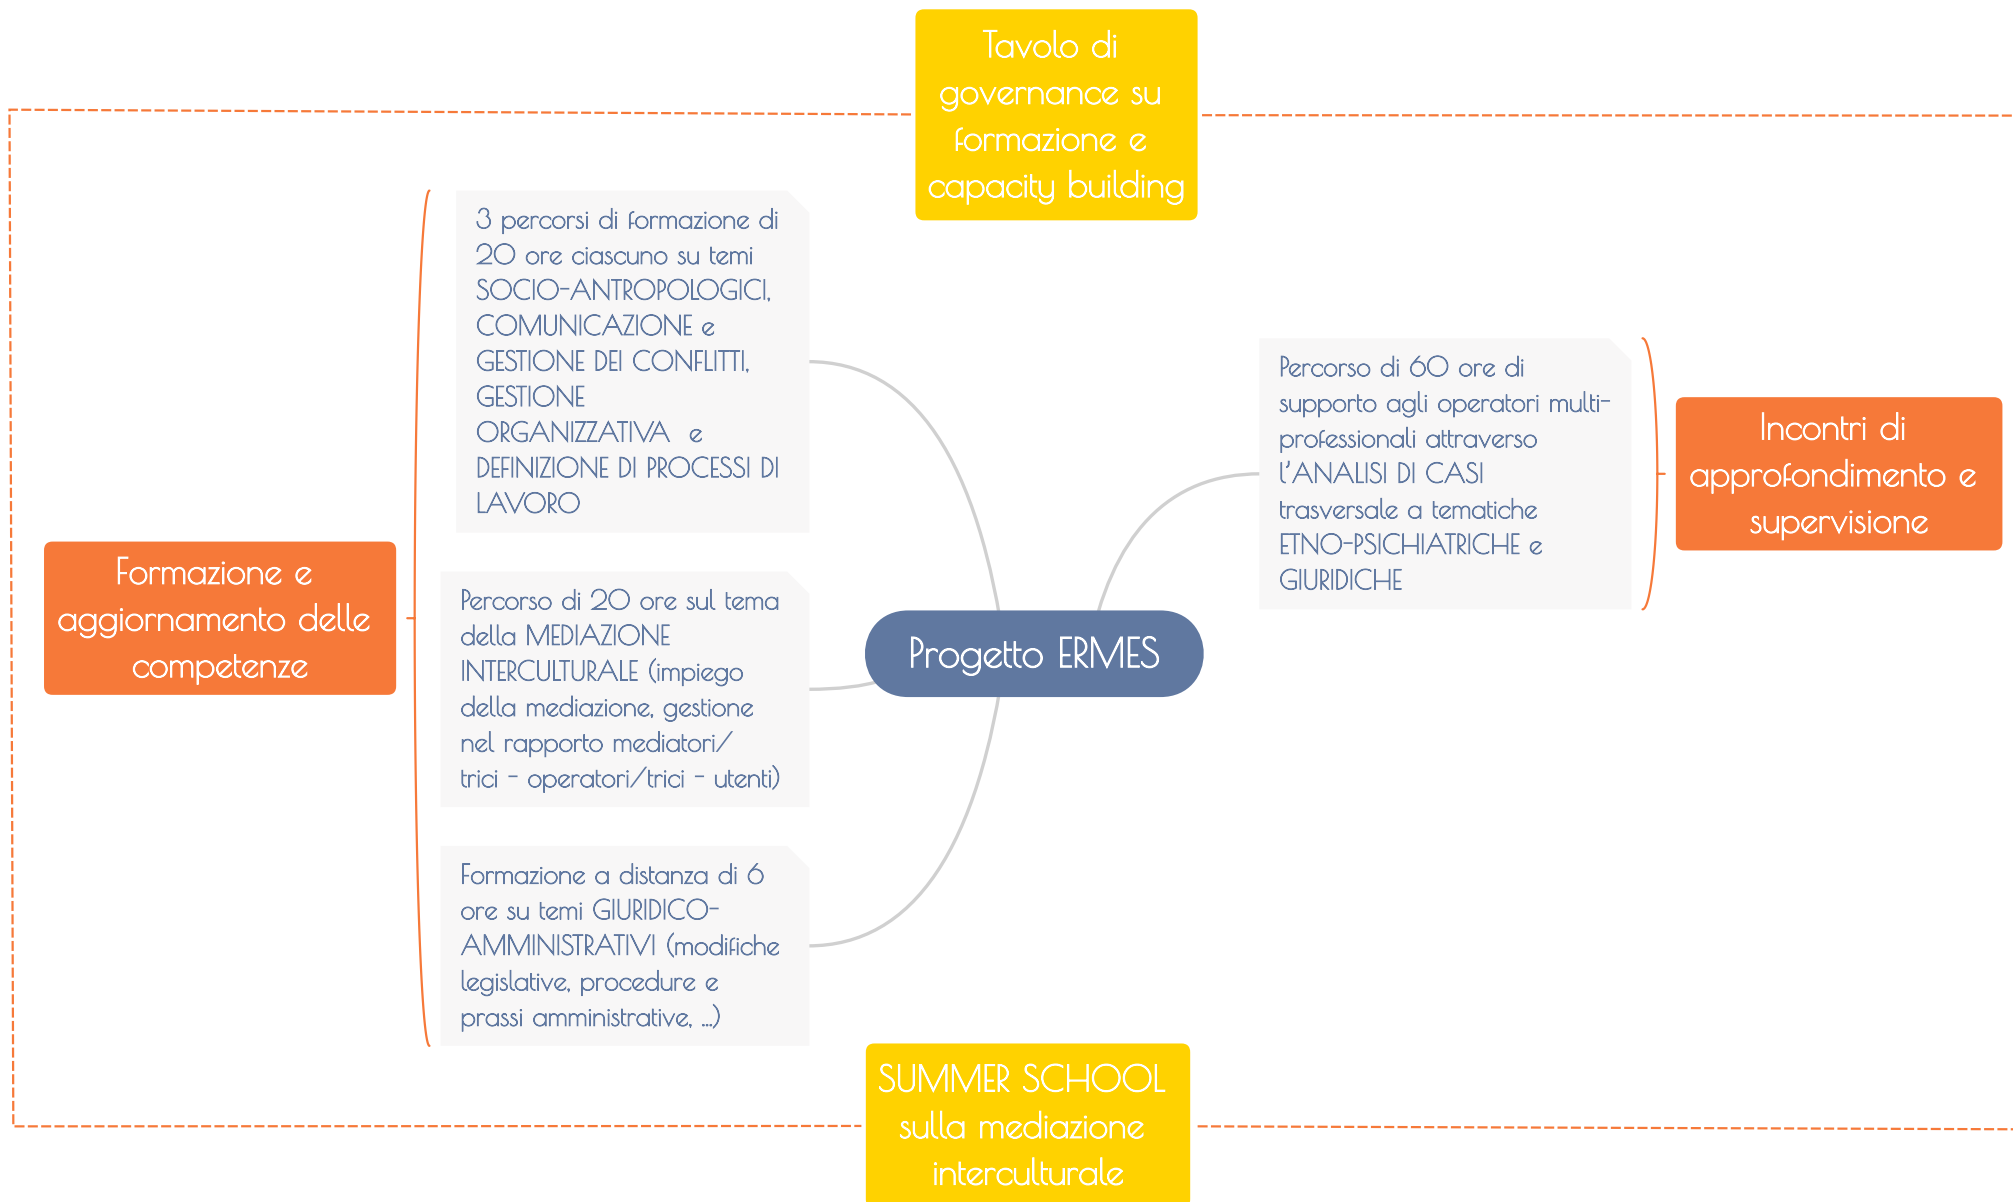 Tavolo di
governance su
formazione e
capacity building
3 percorsi di formazione di
20 ore ciascuno su temi
SOCIO-ANTROPOLOGICI,
COMUNICAZIONE e
GESTIONE DEI CONFLITTI,
GESTIONE
ORGANIZZATIVA e
DEFINIZIONE DI PROCESSI DI
LAVORO
Percorso di 60 ore di
supporto agli operatori multi-
professionali attraverso
l'ANALISI DI CASI
trasversale a tematiche
ETNO-PSICHIATRICHE e
GIURIDICHE
Incontri di
approfondimento e
supervisione
Formazione e
aggiornamento delle
competenze
Percorso di 20 ore sul tema
della MEDIAZIONE
INTERCULTURALE (impiego
della mediazione, gestione
nel rapporto mediatori/
trici - operatori/trici - utenti)
Progetto ERMES
Formazione a distanza di 6
ore su temi GIURIDICO-
AMMINISTRATIVI (modifiche
legislative, procedure e
prassi amministrative, ...)
SUMMER SCHOOL
sulla mediazione
interculturale